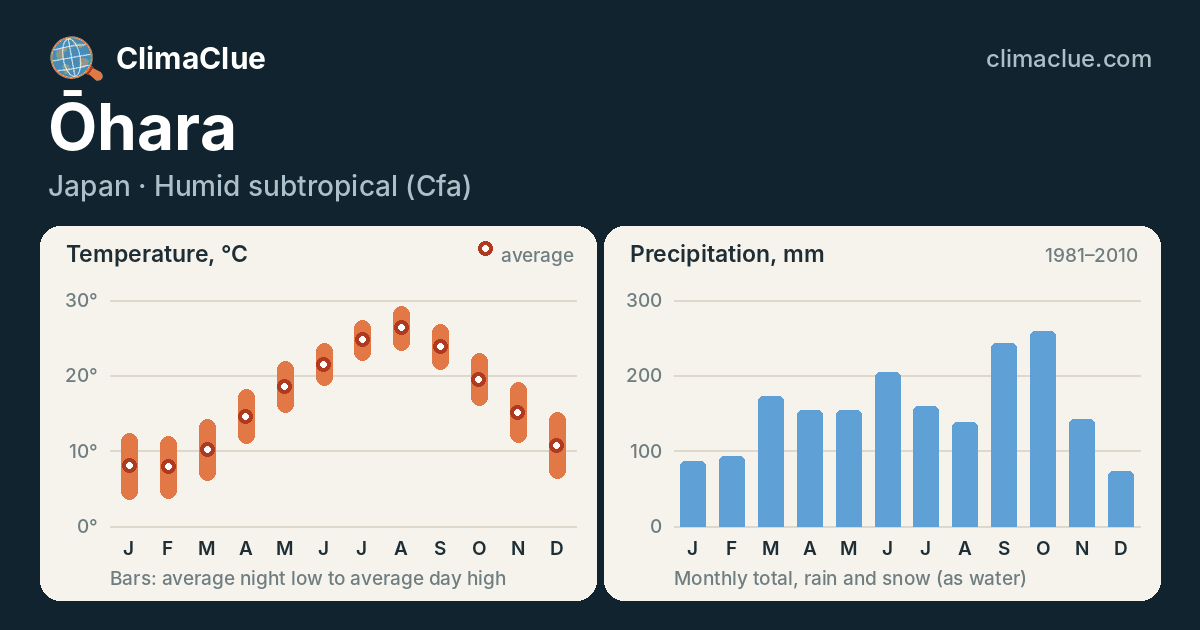 ClimaClue
climaclue.com
Ōhara
Japan · Humid subtropical (Cfa)
Temperature, °C
average
30°
20°
10°
0°
J F M A M J J A S O N D
Bars: average night low to average day high
Precipitation, mm
1981–2010
300
200
100
0
J F M A M J J A S O N D
Monthly total, rain and snow (as water)